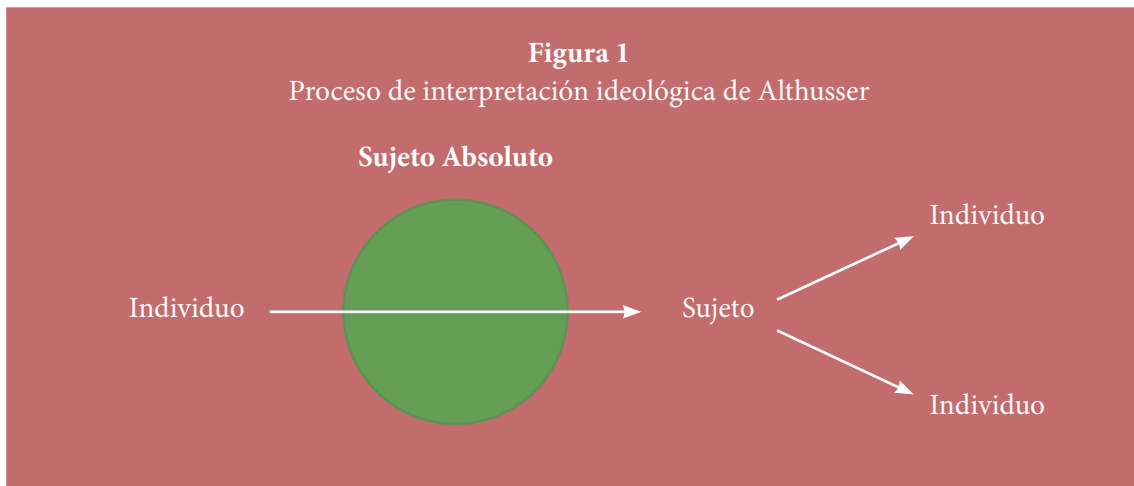 Figura 1
Proceso de interpretación ideológica de Althusser
Sujeto Absoluto
Individuo
Individuo
Sujeto
Individuo